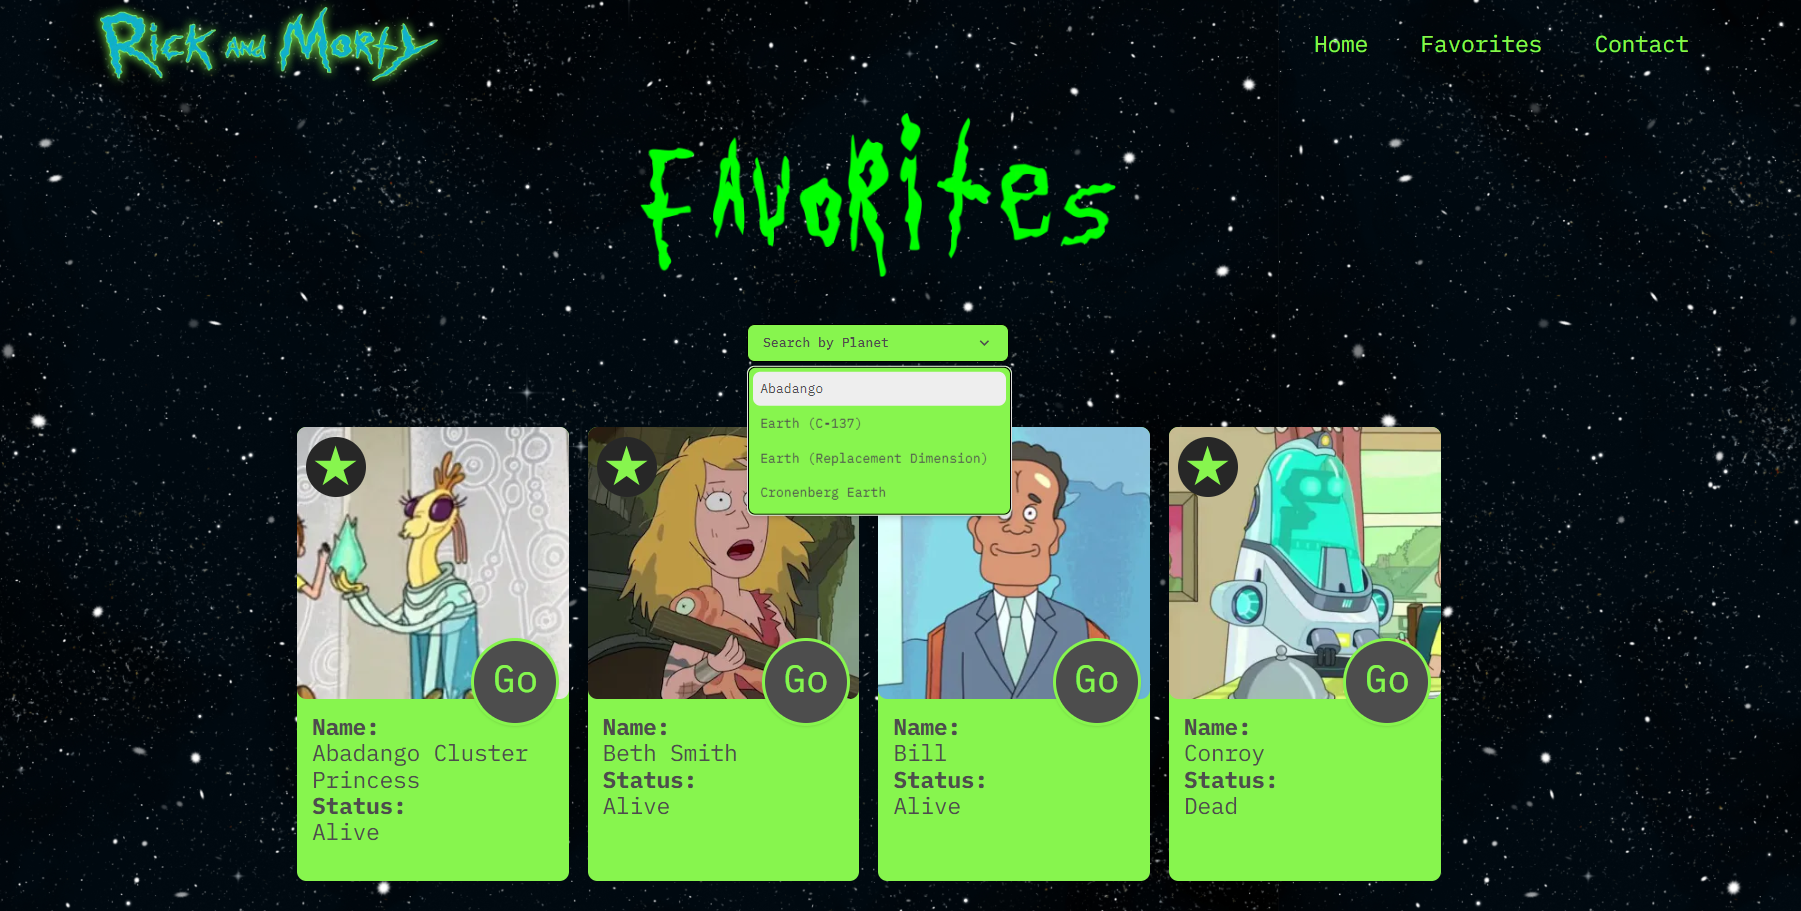 Rick and Morty
Home
Favorites
Contact
Favorites
Search by Planet
Abadango
Earth (C-137)
Earth (Replacement Dimension)
Cronenberg Earth
Go
Go
Go
Go
Name:
Abadango Cluster
Princess
Status:
Alive
Name:
Beth Smith
Status:
Alive
Name:
Bill
Status:
Alive
Name:
Conroy
Status:
Dead